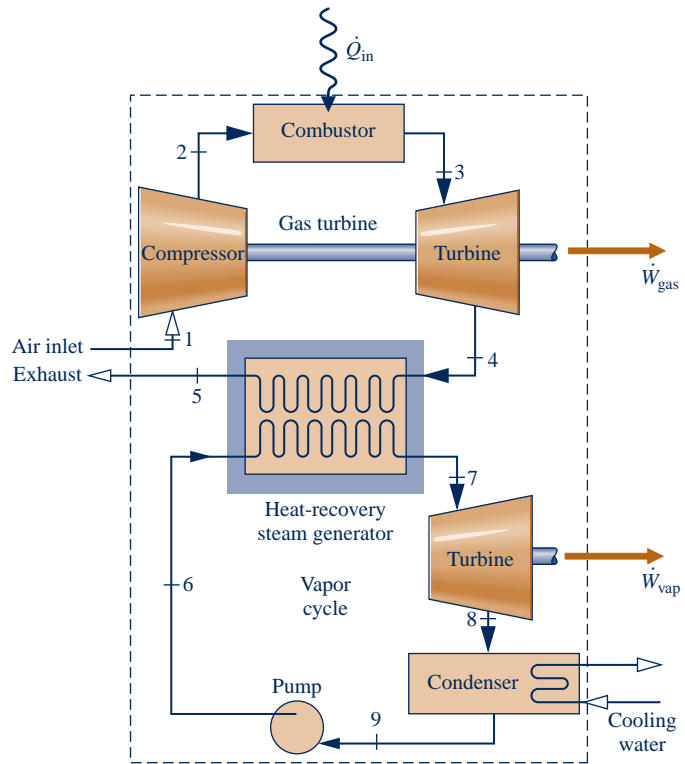 Q̇in
Combustor
2
3
Gas turbine
Compressor
Turbine
Ẇgas
1
Air inlet
4
Exhaust
5
7
Heat-recovery
steam generator
Turbine
Ẇvap
6
Vapor
cycle
8
Condenser
Pump
9
Cooling
water